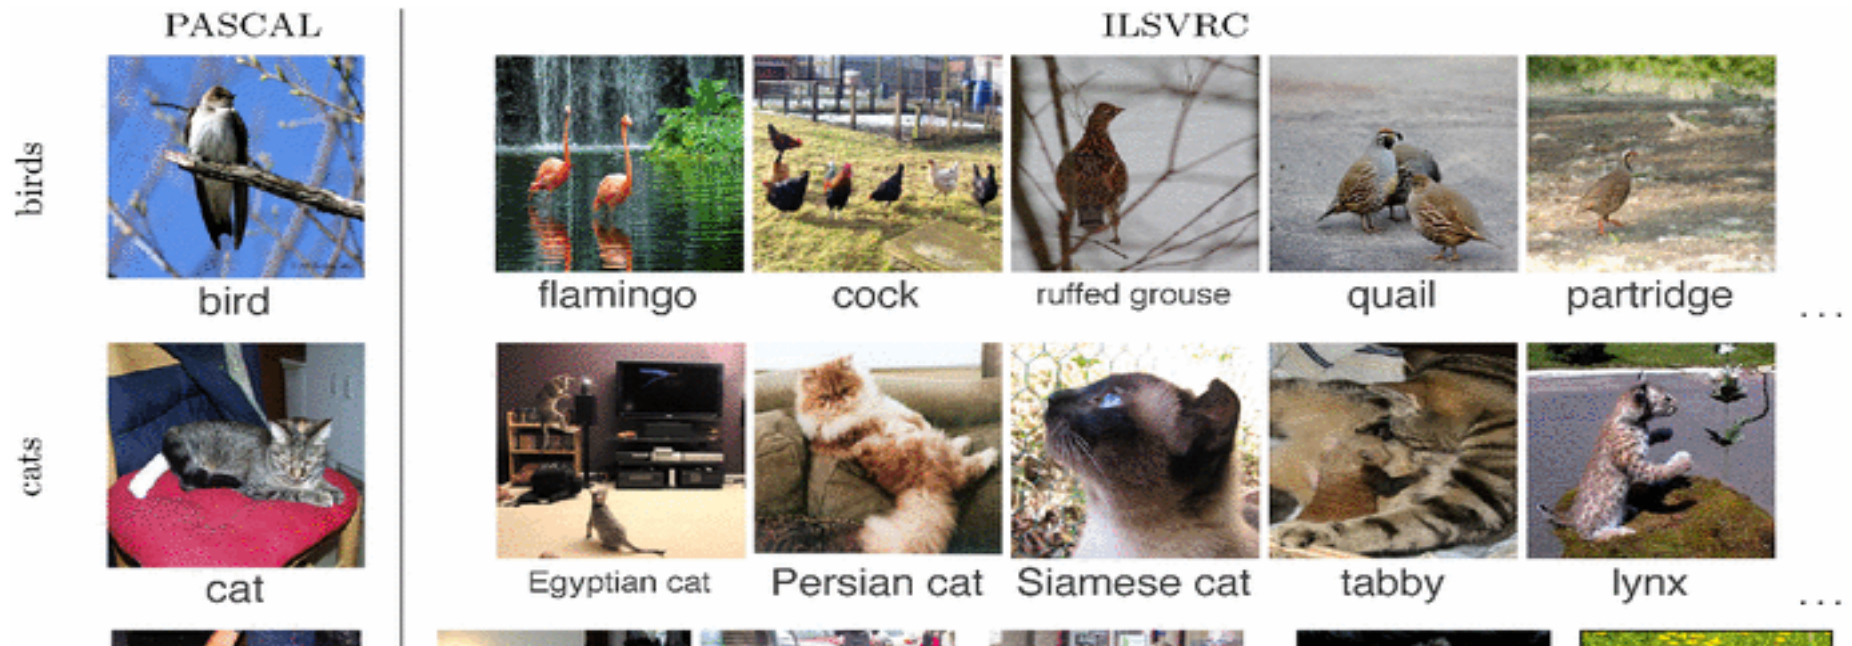 PASCAL
ILSVRC
birds
bird
flamingo
cock
ruffed grouse
quail
partridge
...
cats
cat
Egyptian cat
Persian cat
Siamese cat
tabby
lynx
...